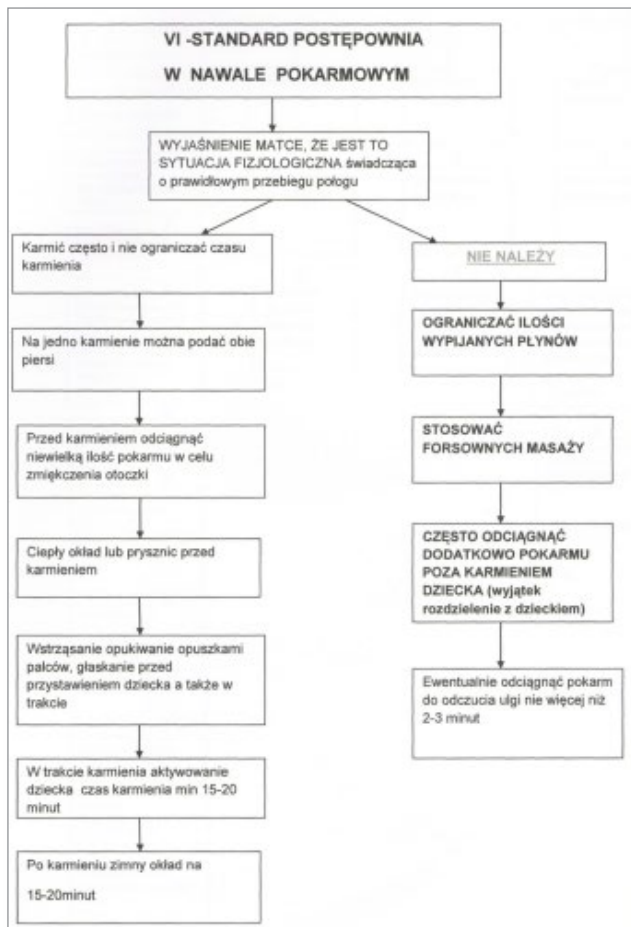 VI -STANDARD POSTĘPOWNIA
W NAWALE POKARMOWYM
WYJAŚNIENIE MATCE, ŻE JEST TO
SYTUACJA FIZJOLOGICZNA świadcząca
o prawidłowym przebiegu połogu
Karmić często i nie ograniczać czasu
karmienia
Na jedno karmienie można podać obie
piersi
Przed karmieniem odciągnąć
niewielką ilość pokarmu w celu
zmiękczenia otoczki
Ciepły okład lub prysznic przed
karmieniem
Wstrząsanie opukiwanie opuszkami
palców, głaskanie przed
przystawieniem dziecka a także w
trakcie
W trakcie karmienia aktywowanie
dziecka czas karmienia min 15-20
minut
Po karmieniu zimny okład na
15-20minut
NIE NALEŻY
OGRANICZAĆ ILOŚCI
WYPIJANYCH PŁYNÓW
STOSOWAĆ
FORSOWNYCH MASAŻY
CZĘSTO ODCIĄGNĄĆ
DODATKOWO POKARMU
POZA KARMIENIEM
DZIECKA (wyjątek
rozdzielenie z dzieckiem)
Ewentualnie odciągnąć pokarm
do odczucia ulgi nie więcej niż
2-3 minut